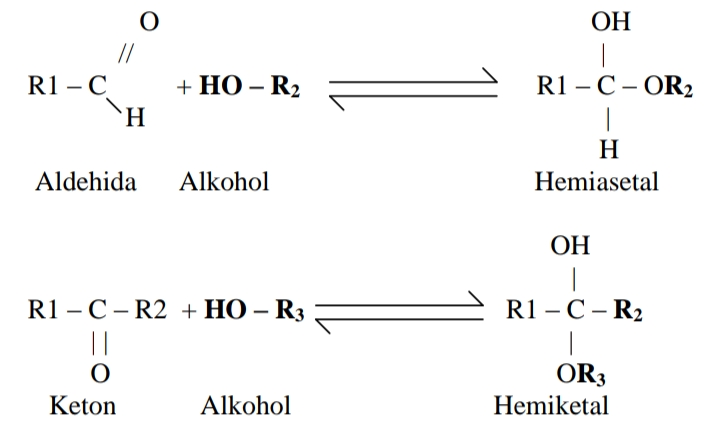 O
//
R1 – C + HO – R₂
H
OH
|
R1 – C – OR₂
|
H
Aldehida Alkohol Hemiasetal
R1 – C – R2 + HO – R₃
||
O
OH
|
R1 – C – R₂
|
OR₃
Keton Alkohol Hemiketal